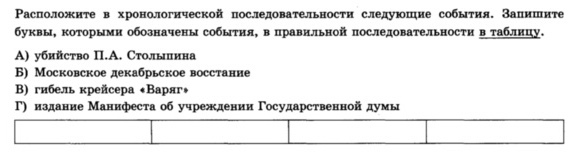 Расположите в хронологической последовательности следующие события. Запишите
буквы, которыми обозначены события, в правильной последовательности в таблицу.
А) убийство П.А. Столыпина
Б) Московское декабрьское восстание
В) гибель крейсера «Варяг»
Г) издание Манифеста об учреждении Государственной думы